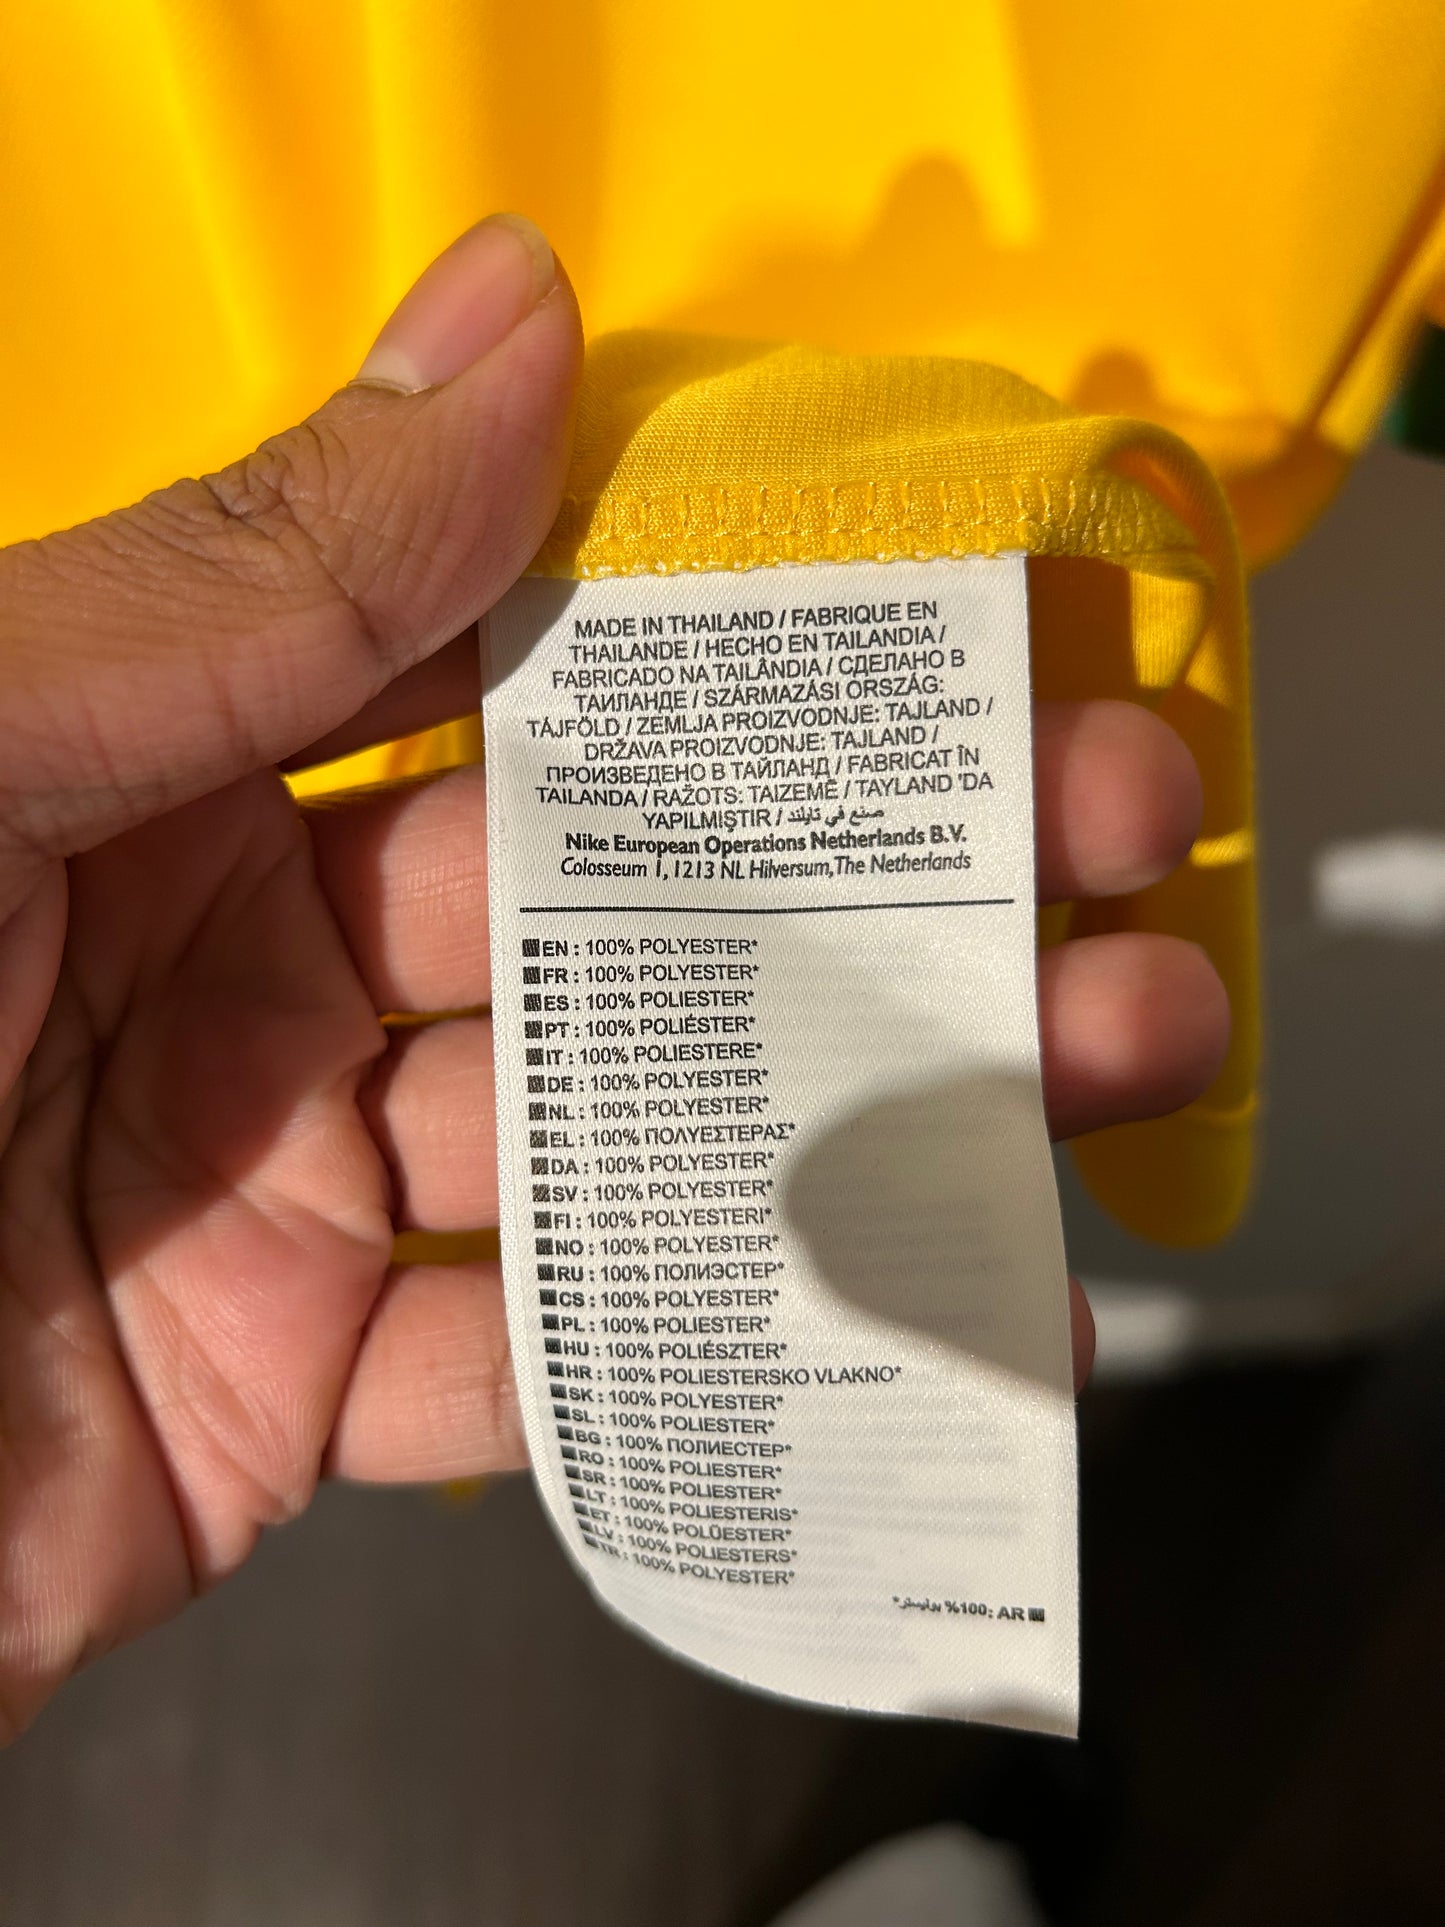 MADE IN THAILAND / FABRIQUE EN
THAILANDE / HECHO EN TAILANDIA /
FABRICADO NA TAILÂNDIA / СДЕЛАНО В
ТАИЛАНДЕ / SZÁRMAZÁSI ORSZÁG:
TÁJFÖLD / ZEMLJA PROIZVODNJE: TAJLAND /
DRŽAVA PROIZVODNJE: TAJLAND /
ПРОИЗВЕДЕНО В ТАЙЛАНД / FABRICAT ÎN
TAILANDA / RAŽOTS: TAIZEMĒ / TAYLAND 'DA
YAPILMIŞTIR / صنع في تايلند
Nike European Operations Netherlands B.V.
Colosseum 1, 1213 NL Hilversum,The Netherlands
EN : 100% POLYESTER*
FR : 100% POLYESTER*
ES : 100% POLIESTER*
PT : 100% POLIÉSTER*
IT : 100% POLIESTERE*
DE : 100% POLYESTER*
NL : 100% POLYESTER*
EL : 100% ΠΟΛΥΕΣΤΕΡΑΣ*
DA : 100% POLYESTER*
SV : 100% POLYESTER*
FI : 100% POLYESTERI*
NO : 100% POLYESTER*
RU : 100% ПОЛИЭСТЕР*
CS : 100% POLYESTER*
PL : 100% POLIESTER*
HU : 100% POLIÉSZTER*
HR : 100% POLIESTERSKO VLAKNO*
SK : 100% POLYESTER*
SL : 100% POLIESTER*
BG : 100% ПОЛИЕСТЕР*
RO : 100% POLIESTER*
SR : 100% POLIESTER*
LT : 100% POLIESTERIS*
ET : 100% POLÜESTER*
LV : 100% POLIESTERS*
TR : 100% POLYESTER*
AR :100% بوليستر*